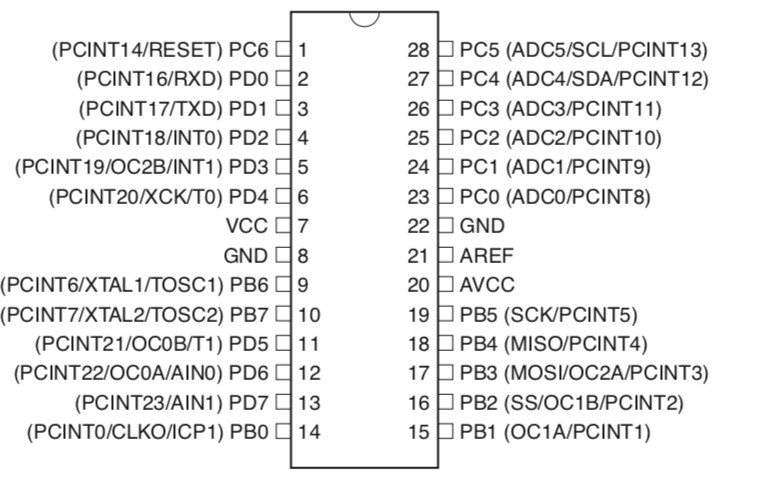 (PCINT14/RESET) PC6 1 28 PC5 (ADC5/SCL/PCINT13)
(PCINT16/RXD) PD0 2 27 PC4 (ADC4/SDA/PCINT12)
(PCINT17/TXD) PD1 3 26 PC3 (ADC3/PCINT11)
(PCINT18/INT0) PD2 4 25 PC2 (ADC2/PCINT10)
(PCINT19/OC2B/INT1) PD3 5 24 PC1 (ADC1/PCINT9)
(PCINT20/XCK/T0) PD4 6 23 PC0 (ADC0/PCINT8)
VCC 7 22 GND
GND 8 21 AREF
(PCINT6/XTAL1/TOSC1) PB6 9 20 AVCC
(PCINT7/XTAL2/TOSC2) PB7 10 19 PB5 (SCK/PCINT5)
(PCINT21/OC0B/T1) PD5 11 18 PB4 (MISO/PCINT4)
(PCINT22/OC0A/AIN0) PD6 12 17 PB3 (MOSI/OC2A/PCINT3)
(PCINT23/AIN1) PD7 13 16 PB2 (SS/OC1B/PCINT2)
(PCINT0/CLKO/ICP1) PB0 14 15 PB1 (OC1A/PCINT1)